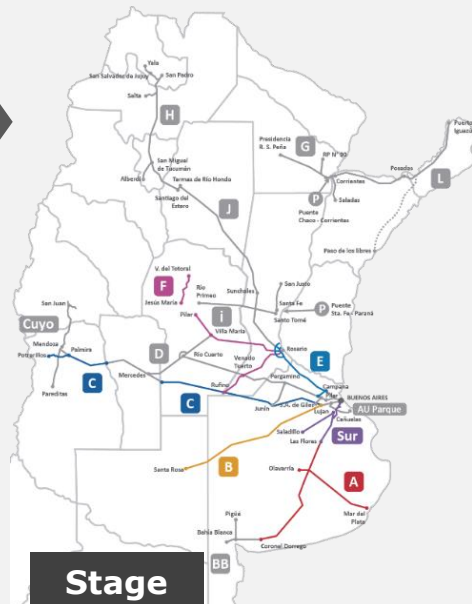 Yala
San Salvador de Jujuy
San Pedro
Salta
H
Presidencia
R. S. Peña
G
RP N° 89
Puerto
Iguazú
Posadas
L
San Miguel
de Tucumán
Alberdi
Termas de Río Hondo
Santiago del
Estero
J
Corrientes
Saladas
P
Puente
Chaco - Corrientes
Paso de los libres
V. del Totoral
F
Jesús María
Río
Primero
Sunchales
San Justo
Santa Fe
Santo Tomé
P
Puente
Sta. Fe - Paraná
San Juan
Pilar
i
Villa María
Cuyo
Mendoza
Potrerillos
Palmira
D
Río Cuarto
Venado
Tuerto
Rosario
E
C
Mercedes
Rufino
Pergamino
Campana
Pilar
BUENOS AIRES
Pareditas
C
Junín
S.A. de Giles
Luján
AU Parque
Cañuelas
Saladillo
Sur
Las Flores
Santa Rosa
B
Olavarría
A
Mar del
Plata
Pigüé
Bahía Blanca
Coronel Dorrego
BB
Stage